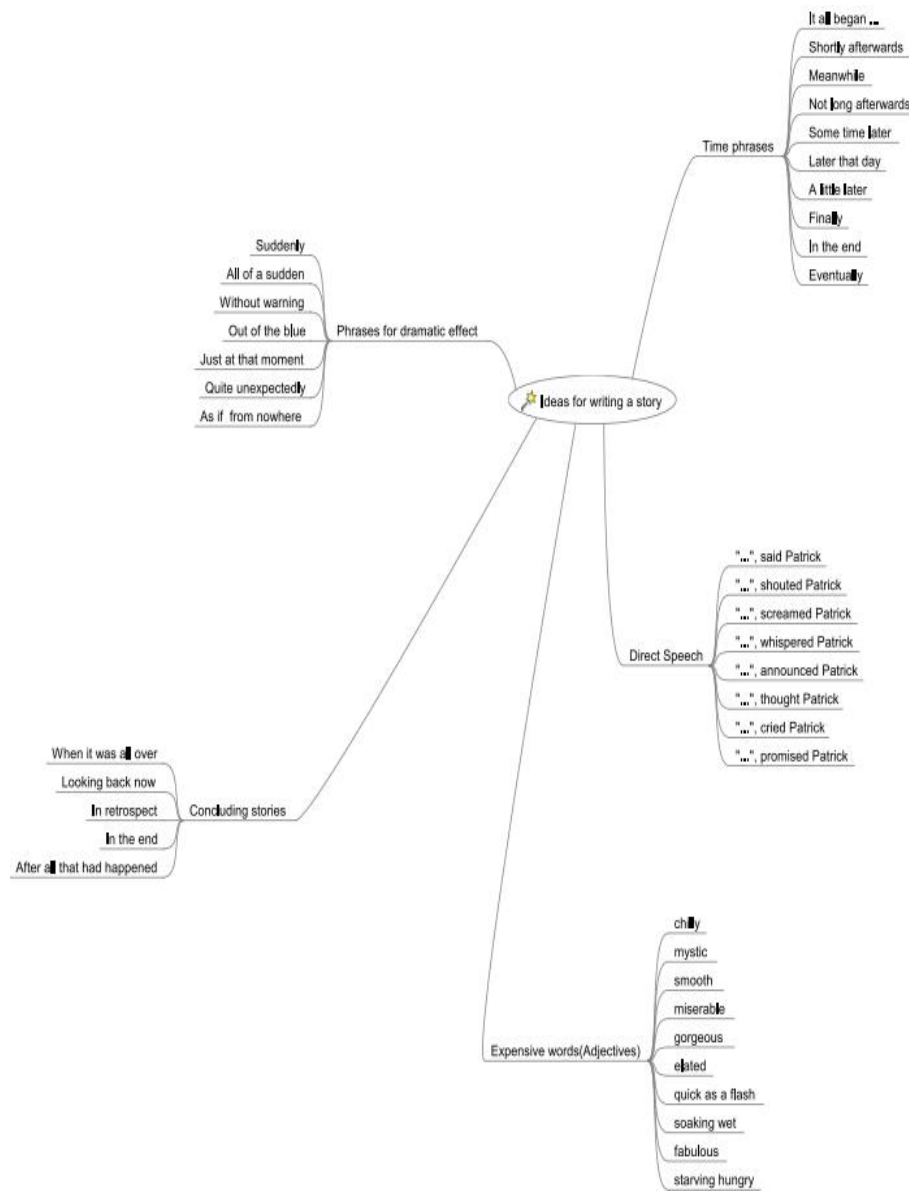 Ideas for writing a story
Time phrases
It all began ...
Shortly afterwards
Meanwhile
Not long afterwards
Some time later
Later that day
A little later
Finally
In the end
Eventually
Phrases for dramatic effect
Suddenly
All of a sudden
Without warning
Out of the blue
Just at that moment
Quite unexpectedly
As if from nowhere
Direct Speech
"...", said Patrick
"...", shouted Patrick
"...", screamed Patrick
"...", whispered Patrick
"...", announced Patrick
"...", thought Patrick
"...", cried Patrick
"...", promised Patrick
Concluding stories
When it was all over
Looking back now
In retrospect
In the end
After all that had happened
Expensive words(Adjectives)
chilly
mystic
smooth
miserable
gorgeous
elated
quick as a flash
soaking wet
fabulous
starving hungry